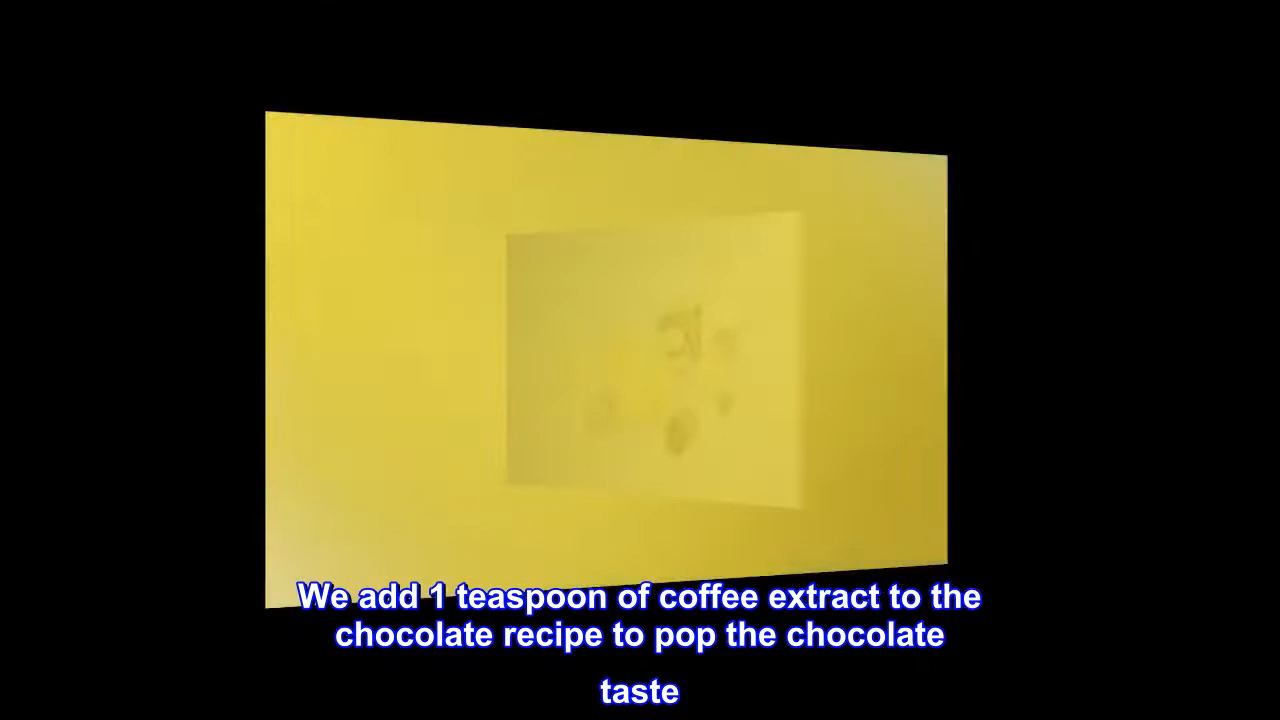 We add 1 teaspoon of coffee extract to the
chocolate recipe to pop the chocolate
taste